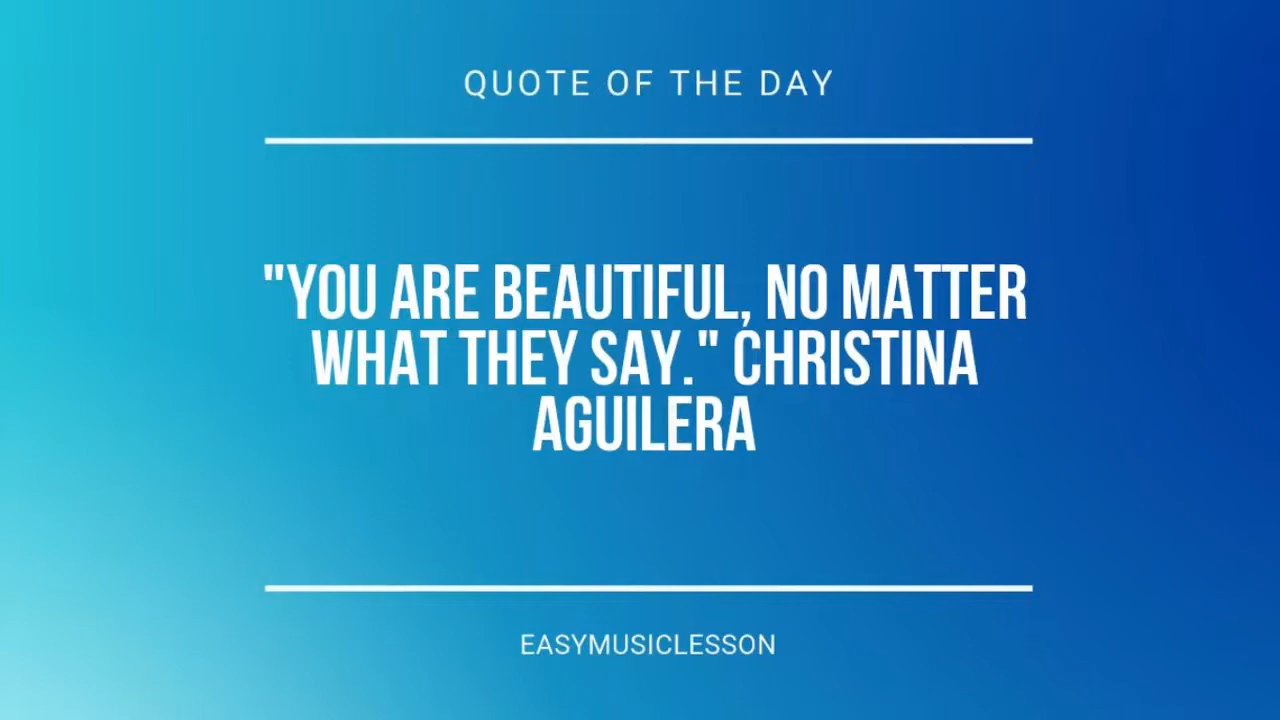 QUOTE OF THE DAY
"YOU ARE BEAUTIFUL, NO MATTER
WHAT THEY SAY." CHRISTINA
AGUILERA
EASYMUSICLESSON